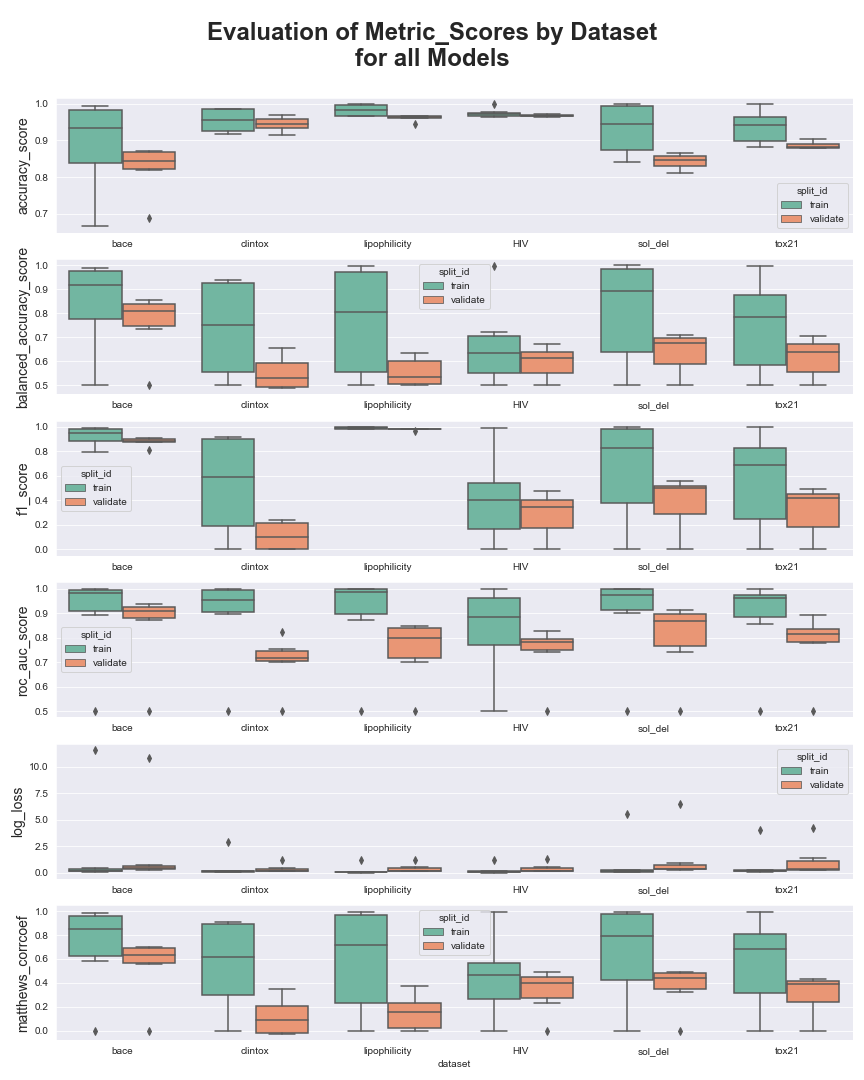 Evaluation of Metric_Scores by Dataset
for all Models
accuracy_score
1.0
0.9
0.8
0.7
split_id
train
validate
bace
clintox
lipophilicity
HIV
sol_del
tox21
balanced_accuracy_score
1.0
0.9
0.8
0.7
0.6
0.5
split_id
train
validate
bace
clintox
lipophilicity
HIV
sol_del
tox21
f1_score
1.0
0.8
0.6
0.4
0.2
0.0
split_id
train
validate
bace
clintox
lipophilicity
HIV
sol_del
tox21
roc_auc_score
1.0
0.9
0.8
0.7
0.6
0.5
split_id
train
validate
bace
clintox
lipophilicity
HIV
sol_del
tox21
log_loss
10.0
7.5
5.0
2.5
0.0
split_id
train
validate
bace
clintox
lipophilicity
HIV
sol_del
tox21
matthews_corrcoef
1.0
0.8
0.6
0.4
0.2
0.0
split_id
train
validate
bace
clintox
lipophilicity
HIV
sol_del
tox21
dataset